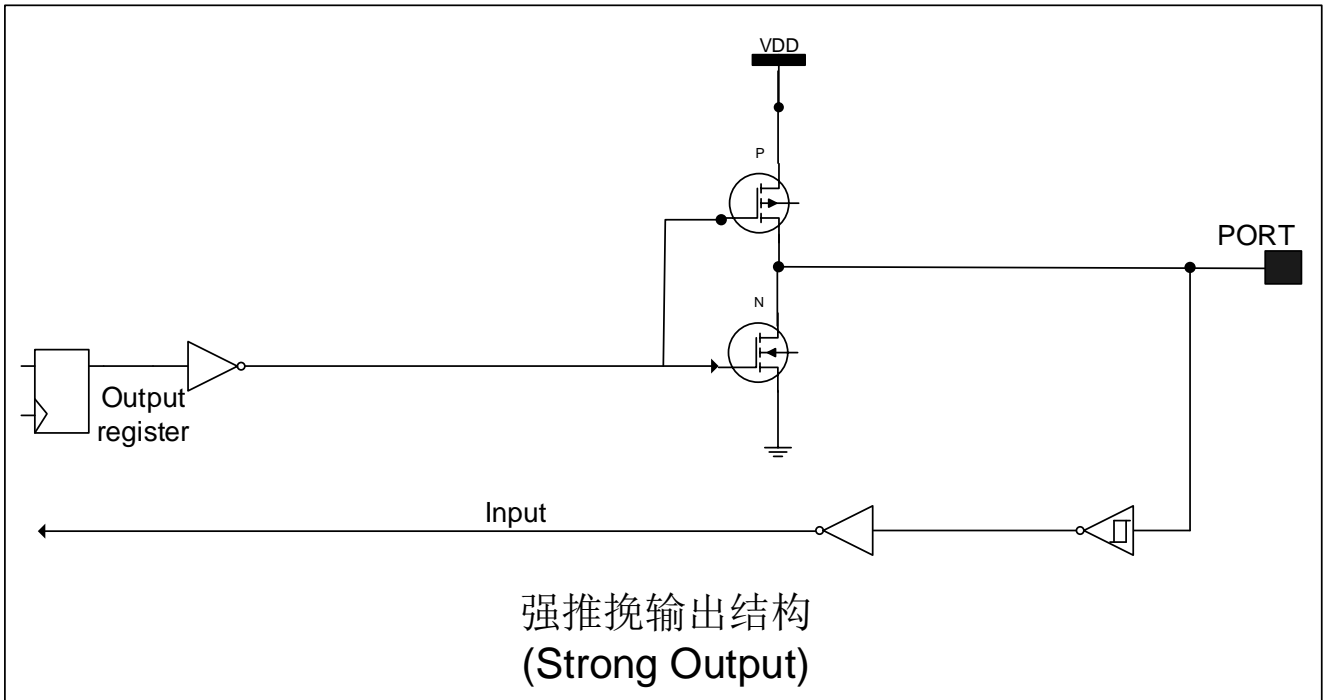 VDD
P
PORT
N
Output
register
Input
强推挽输出结构
(Strong Output)